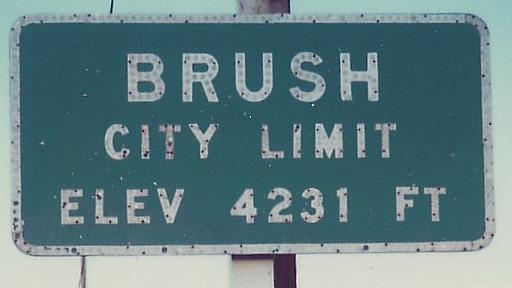 BRUSH
CITY LIMIT
ELEV 4231 FT